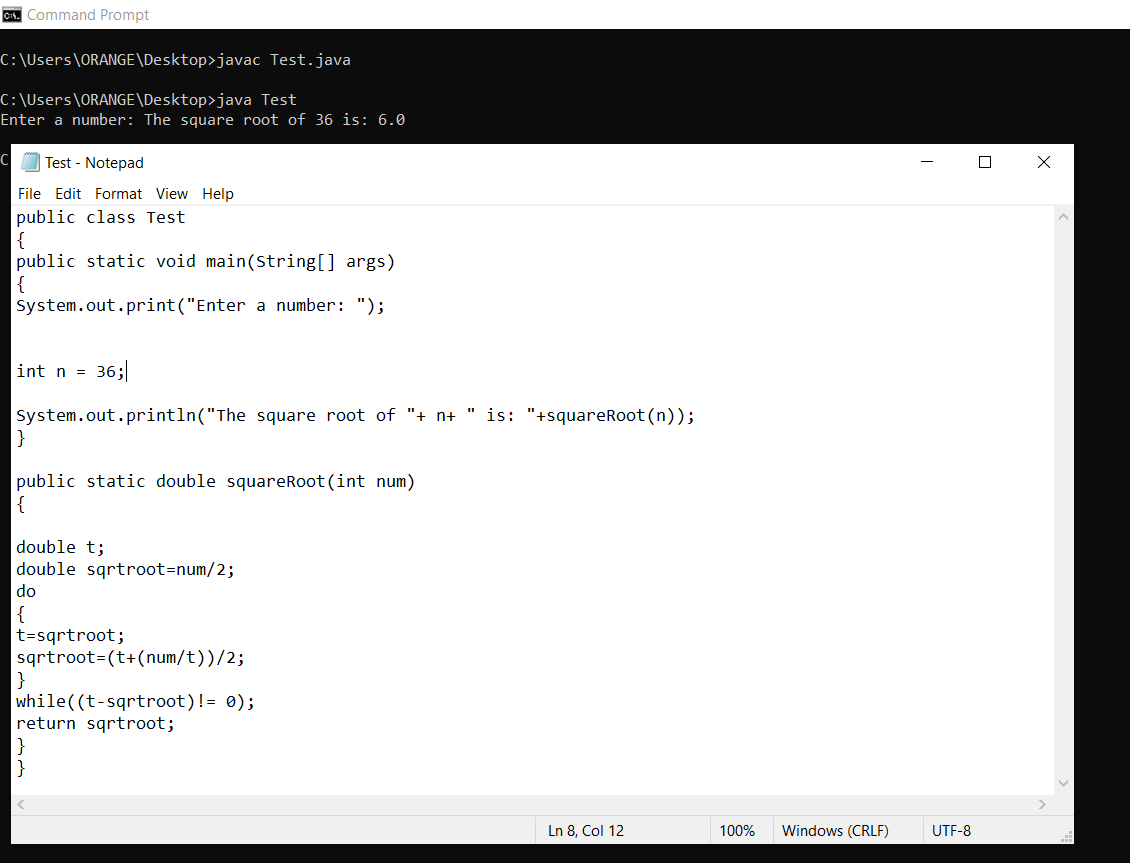 Command Prompt
C:\Users\ORANGE\Desktop>javac Test.java
C:\Users\ORANGE\Desktop>java Test
Enter a number: The square root of 36 is: 6.0
C
Test - Notepad
File Edit Format View Help
public class Test
{
public static void main(String[] args)
{
System.out.print("Enter a number: ");
int n = 36;
System.out.println("The square root of "+ n+ " is: "+squareRoot(n));
}
public static double squareRoot(int num)
{
double t;
double sqrtroot=num/2;
do
{
t=sqrtroot;
sqrtroot=(t+(num/t))/2;
}
while((t-sqrtroot)!= 0);
return sqrtroot;
}
}
Ln 8, Col 12 100% Windows (CRLF) UTF-8